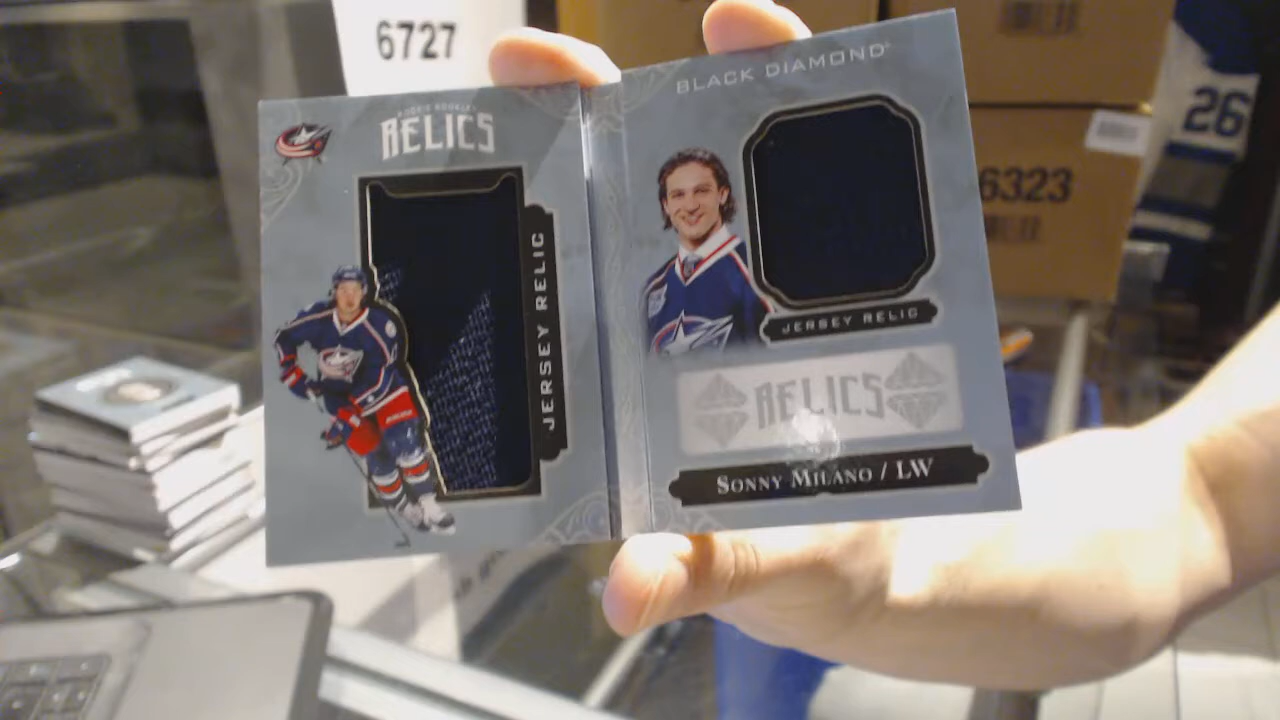 6727
ROOKIE BOOKLET
RELICS
JERSEY RELIC
BLACK DIAMOND
JERSEY RELIC
RELICS
SONNY MILANO / LW
26
6323